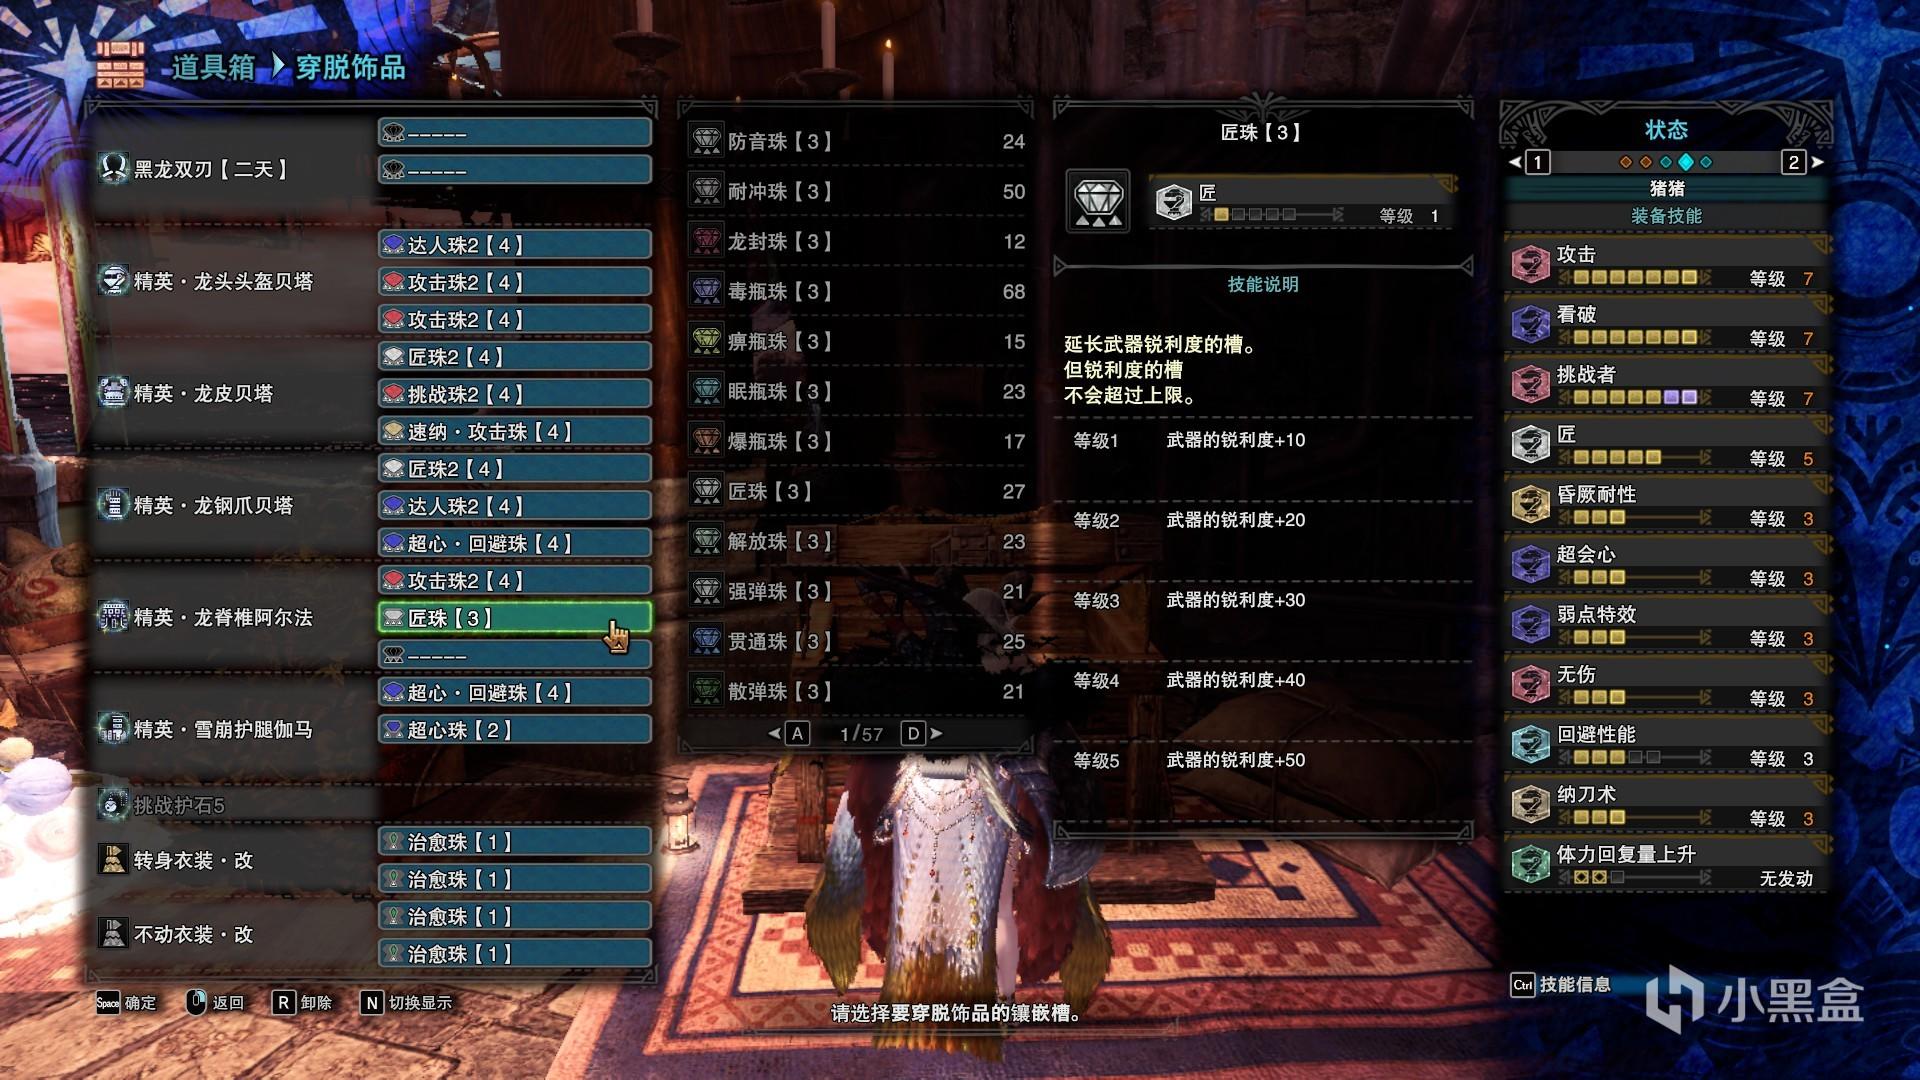 道具箱 穿脱饰品
黑龙双刃【二天】
-----
-----
精英・龙头头盔贝塔
达人珠2【4】
攻击珠2【4】
攻击珠2【4】
精英・龙皮贝塔
匠珠2【4】
挑战珠2【4】
速纳・攻击珠【4】
精英・龙钢爪贝塔
匠珠2【4】
达人珠2【4】
超心・回避珠【4】
精英・龙脊椎阿尔法
攻击珠2【4】
匠珠【3】
-----
精英・雪崩护腿伽马
超心・回避珠【4】
超心珠【2】
挑战护石5
转身衣装・改
治愈珠【1】
治愈珠【1】
不动衣装・改
治愈珠【1】
治愈珠【1】
防音珠【3】 24
耐冲珠【3】 50
龙封珠【3】 12
毒瓶珠【3】 68
痹瓶珠【3】 15
眠瓶珠【3】 23
爆瓶珠【3】 17
匠珠【3】 27
解放珠【3】 23
强弹珠【3】 21
贯通珠【3】 25
散弹珠【3】 21
A 1/57 D
匠珠【3】
匠
等级 1
技能说明
延长武器锐利度的槽。
但锐利度的槽
不会超过上限。
等级1 武器的锐利度+10
等级2 武器的锐利度+20
等级3 武器的锐利度+30
等级4 武器的锐利度+40
等级5 武器的锐利度+50
状态
1 2
猪猪
装备技能
攻击
等级 7
看破
等级 7
挑战者
等级 7
匠
等级 5
昏厥耐性
等级 3
超会心
等级 3
弱点特效
等级 3
无伤
等级 3
回避性能
等级 3
纳刀术
等级 3
体力回复量上升
无发动
Ctrl 技能信息
Space 确定 返回 R 卸除 N 切换显示
请选择要穿脱饰品的镶嵌槽。
小黑盒